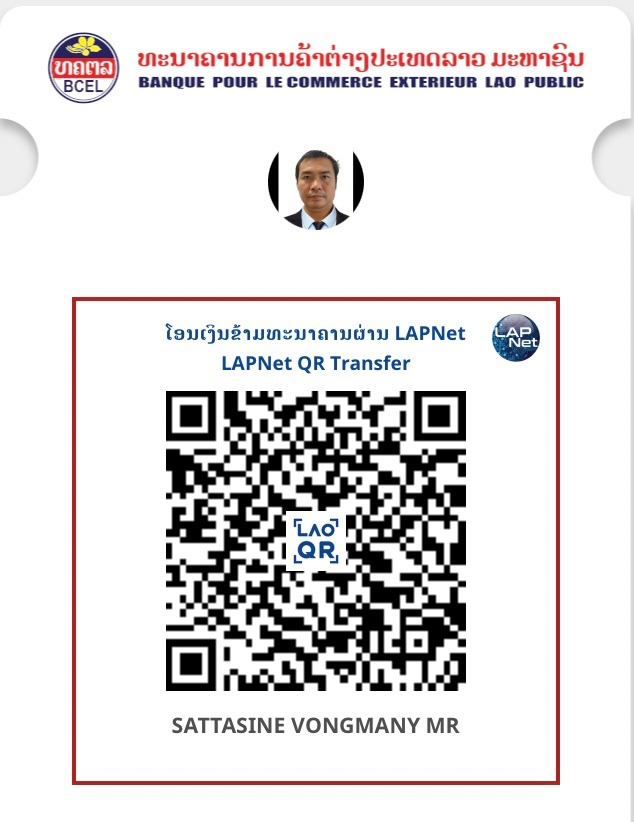 ທຄຕລ
BCEL
ທະນາຄານການຄ້າຕ່າງປະເທດລາວ ມະຫາຊົນ
BANQUE POUR LE COMMERCE EXTERIEUR LAO PUBLIC
ໂອນເງິນຂ້າມທະນາຄານຜ່ານ LAPNet
LAPNet QR Transfer
LAP
Net
LAO
QR
SATTASINE VONGMANY MR